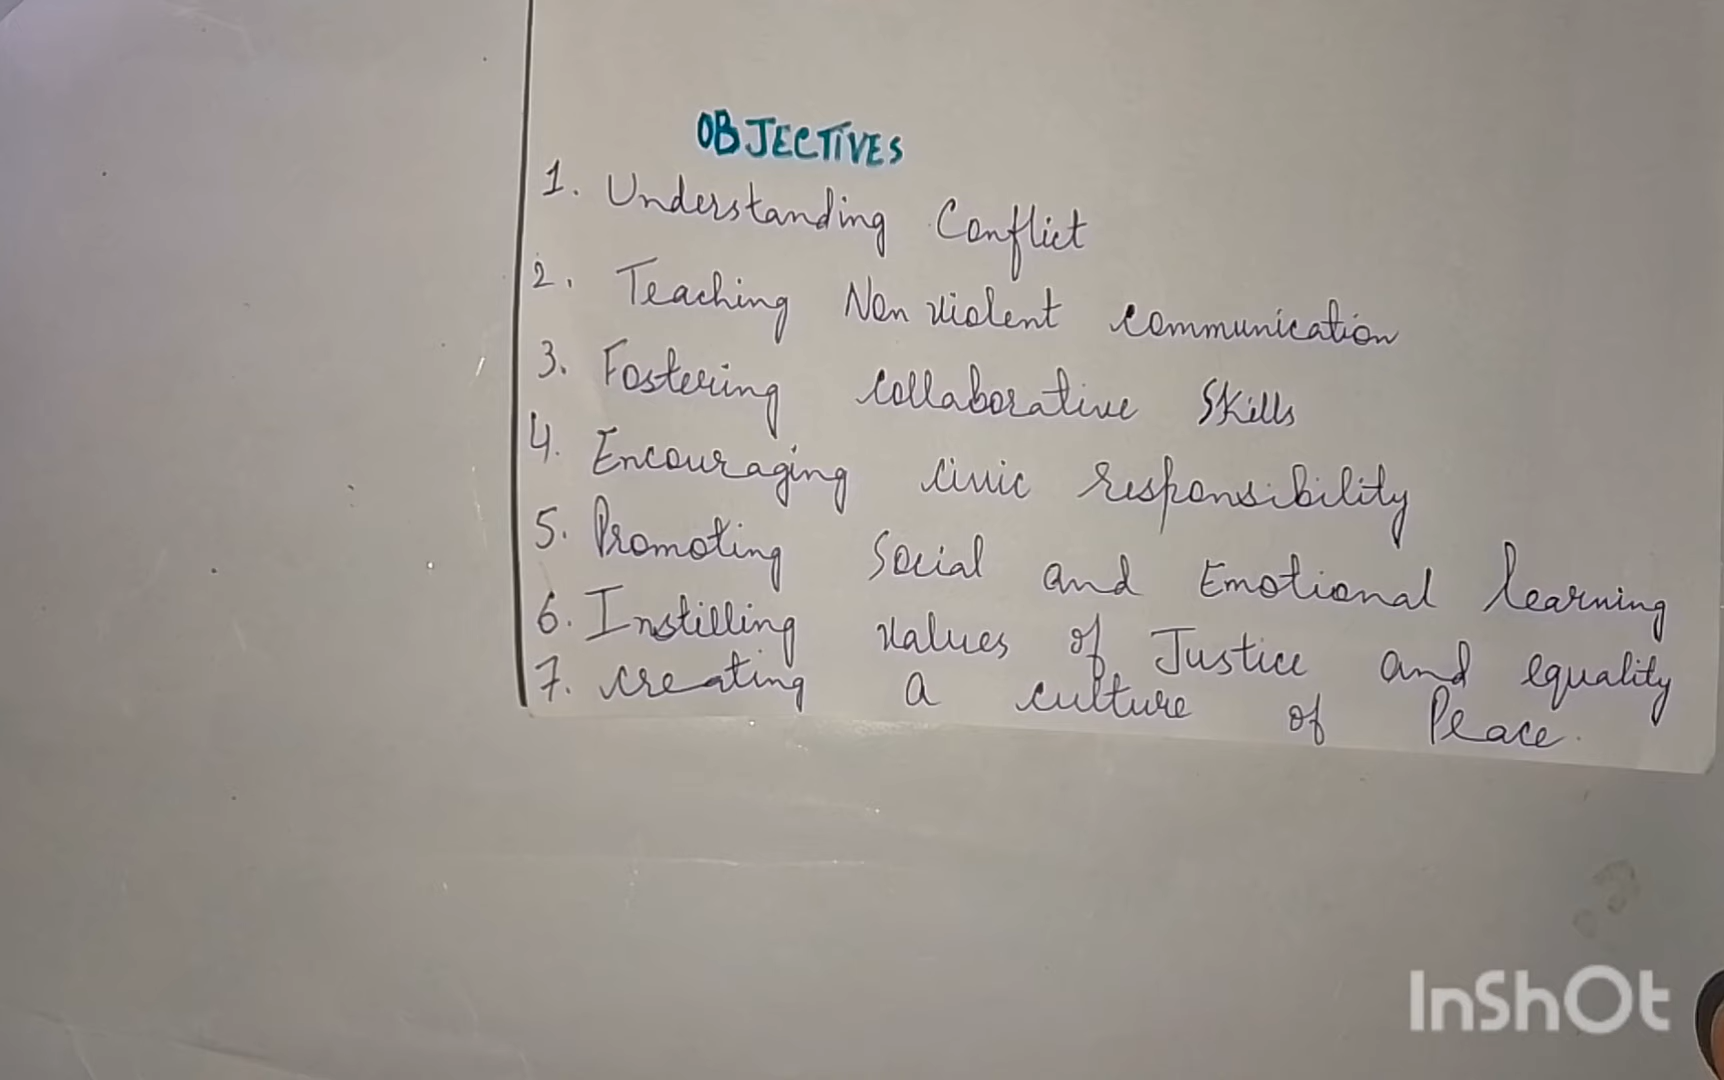 OBJECTIVES
1. Understanding Conflict
2. Teaching Non violent communication
3. Fostering collaborative Skills
4. Encouraging civic responsibility
5. Promoting Social and Emotional learning
6. Instilling values of Justice and equality
7. creating a culture of Peace.
InShOt